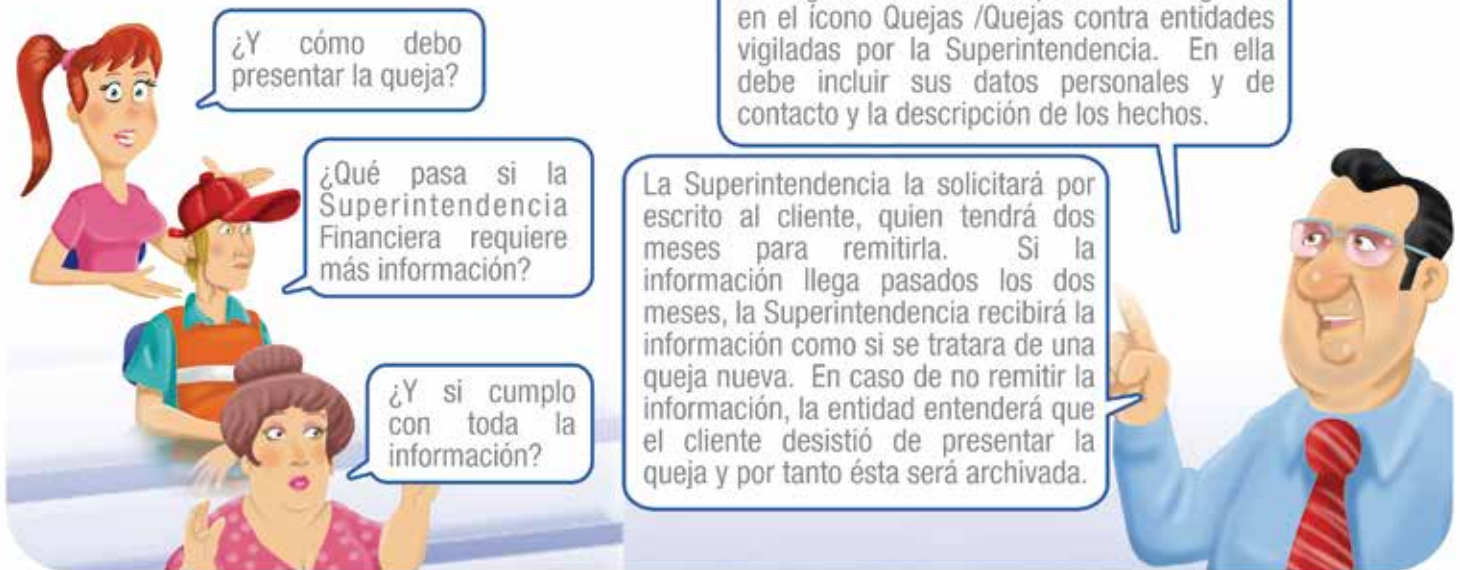 ¿Y cómo debo
presentar la queja?
en el ícono Quejas /Quejas contra entidades
vigiladas por la Superintendencia. En ella
debe incluir sus datos personales y de
contacto y la descripción de los hechos.
¿Qué pasa si la
Superintendencia
Financiera requiere
más información?
La Superintendencia la solicitará por
escrito al cliente, quien tendrá dos
meses para remitirla. Si la
información llega pasados los dos
meses, la Superintendencia recibirá la
información como si se tratara de una
queja nueva. En caso de no remitir la
información, la entidad entenderá que
el cliente desistió de presentar la
queja y por tanto ésta será archivada.
¿Y si cumplo
con toda la
información?